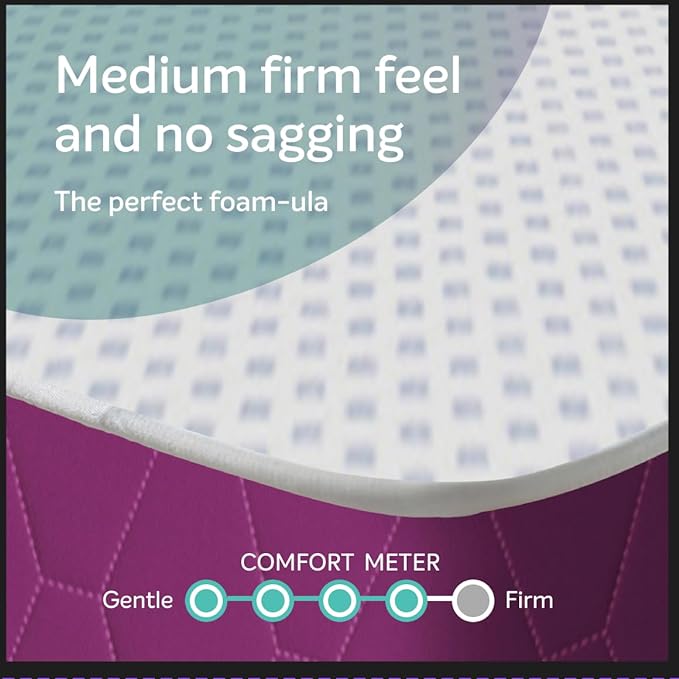 Medium firm feel
and no sagging
The perfect foam-ula
COMFORT METER
Gentle Firm